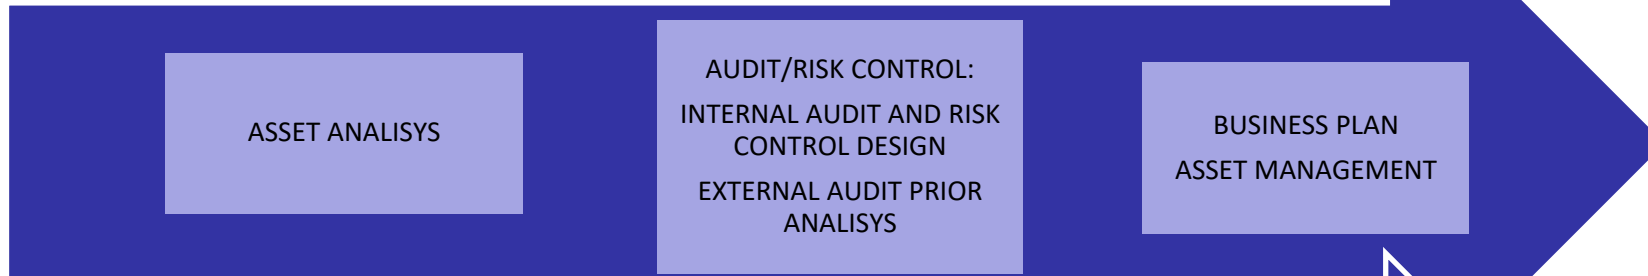 ASSET ANALISYS
AUDIT/RISK CONTROL:
INTERNAL AUDIT AND RISK
CONTROL DESIGN
EXTERNAL AUDIT PRIOR
ANALISYS
BUSINESS PLAN
ASSET MANAGEMENT